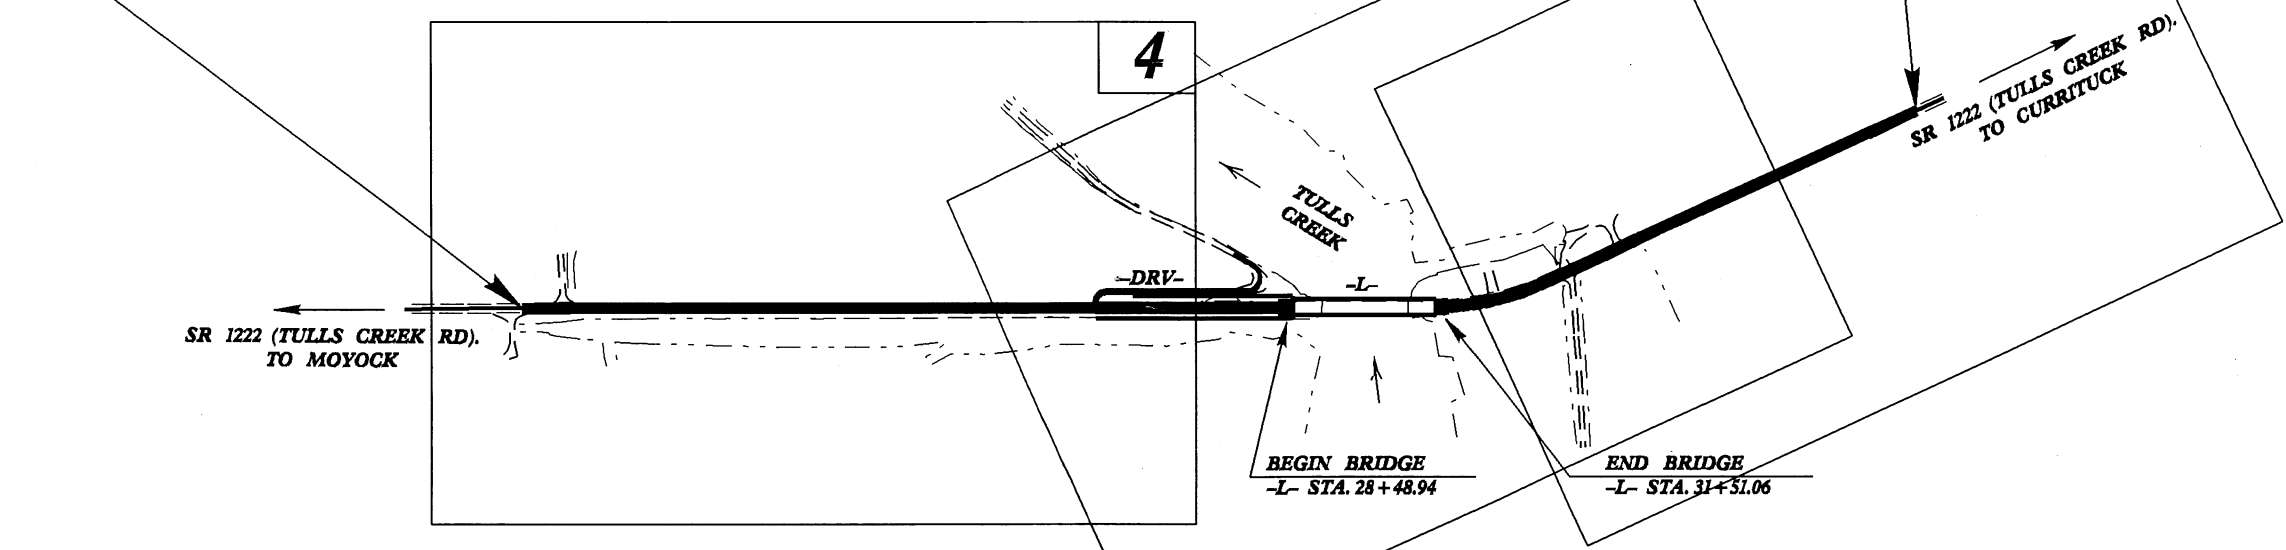 4
SR 1222 (TULLS CREEK RD).
TO CURRITUCK
TULLS
CREEK
–DRV–
–L–
SR 1222 (TULLS CREEK RD).
TO MOYOCK
BEGIN BRIDGE
–L– STA. 28+48.94
END BRIDGE
–L– STA. 31+51.06